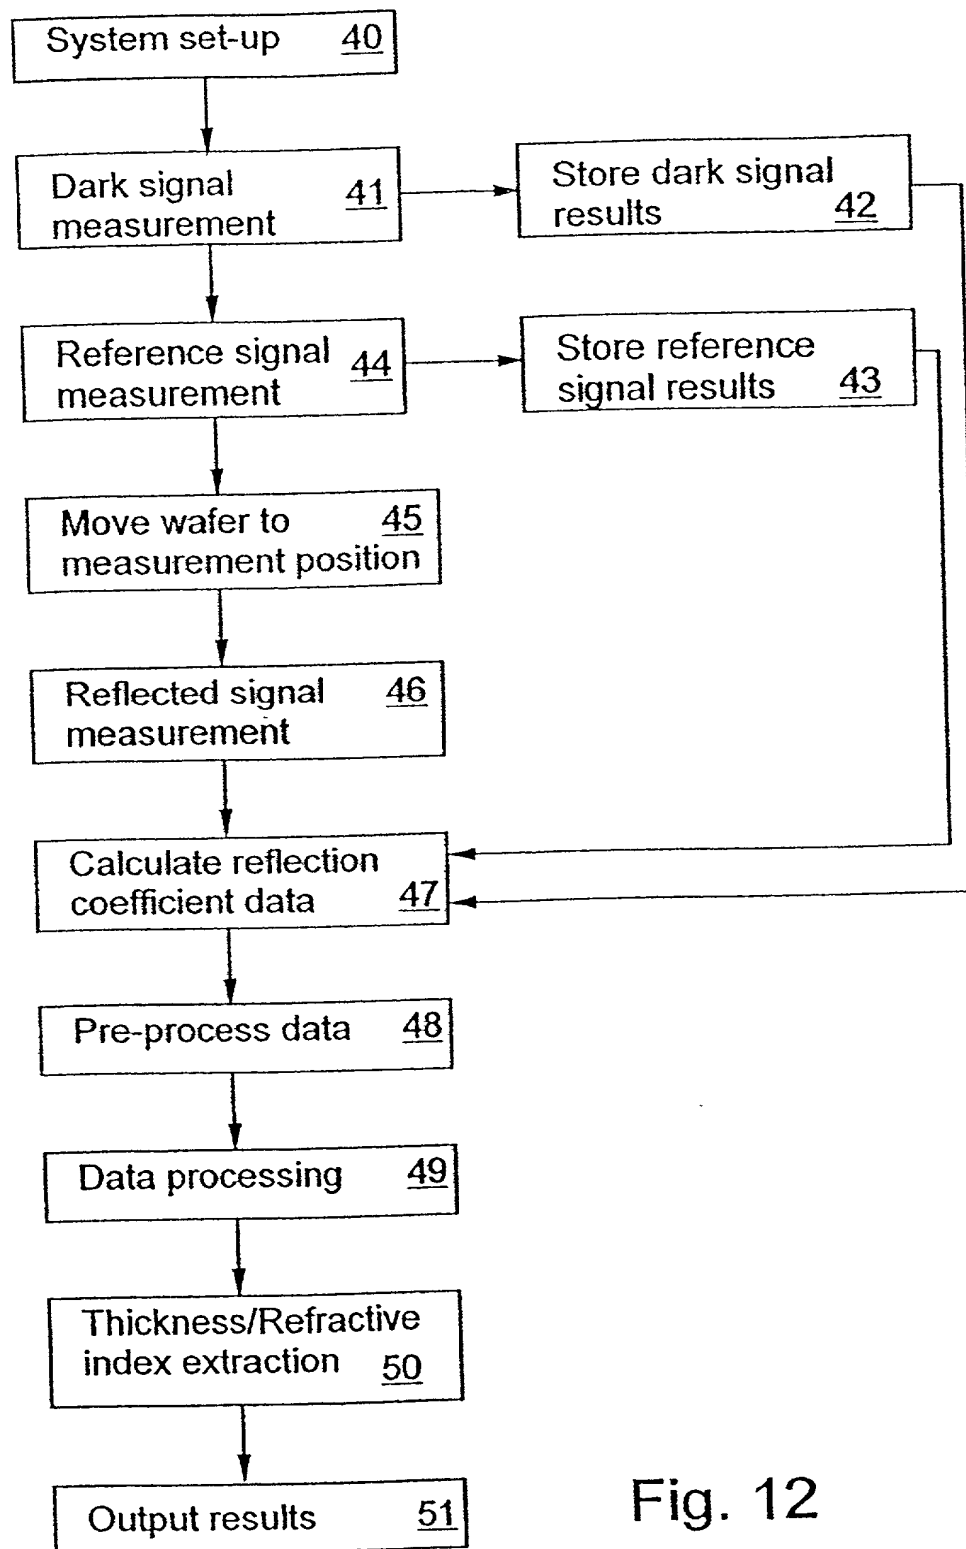 System set-up 40
Dark signal
measurement 41
Store dark signal
results 42
Reference signal
measurement 44
Store reference
signal results 43
Move wafer to 45
measurement position
Reflected signal 46
measurement
Calculate reflection
coefficient data 47
Pre-process data 48
Data processing 49
Thickness/Refractive
index extraction 50
Output results 51
Fig. 12